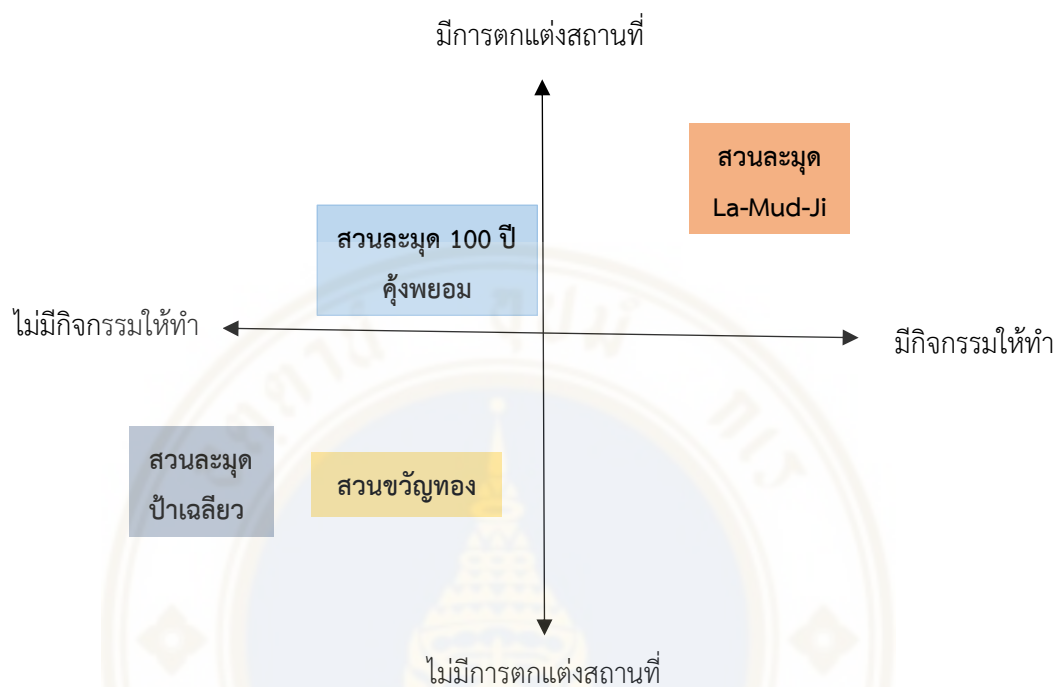 มีการตกแต่งสถานที่
สวนละมุด
La-Mud-Ji
สวนละมุด 100 ปี
คุ้งพยอม
ไม่มีกิจกรรมให้ทำ
มีกิจกรรมให้ทำ
สวนละมุด
ป้าเฉลียว
สวนขวัญทอง
ไม่มีการตกแต่งสถานที่